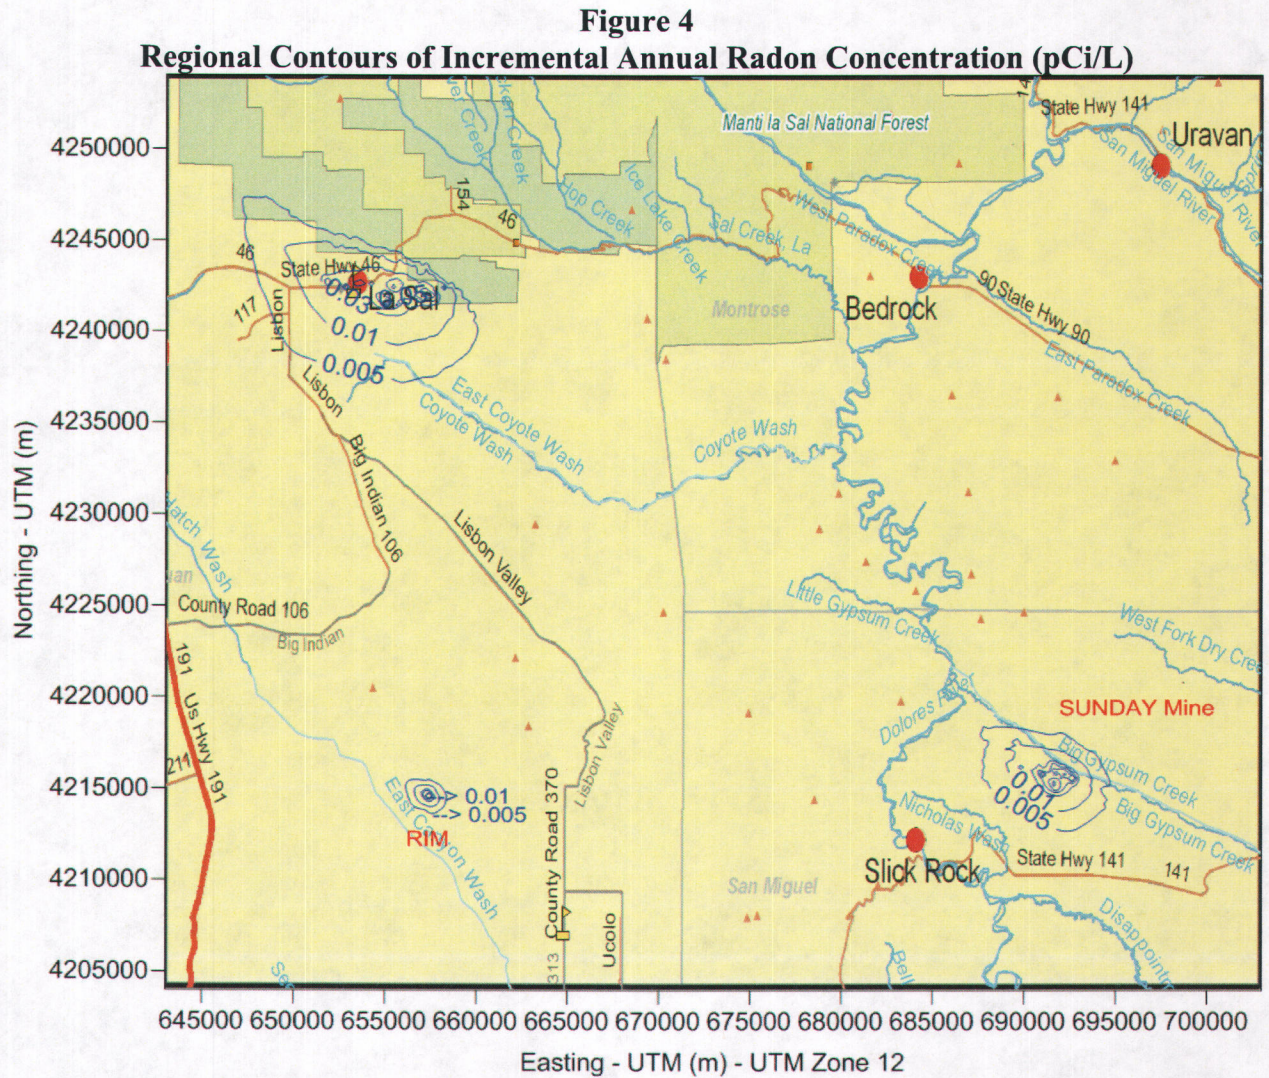 Figure 4
Regional Contours of Incremental Annual Radon Concentration (pCi/L)
State Hwy 141
Manti la Sal National Forest
Uravan
San Miguel River
San Miguel River
4250000
154
46
Hop Creek
Ice Lake Creek
Sal Creek, La
West Paradox Creek
4245000
46
State Hwy 46
La Sal
0.03
Bedrock
90
State Hwy 90
117
Lisbon
Montrose
4240000
0.01
0.005
East Paradox Creek
Lisbon
East Coyote Wash
Coyote Wash
Coyote Wash
4235000
Big Indian 106
4230000
Hatch Wash
Lisbon Valley
4225000
County Road 106
Big Indian
Little Gypsum Creek
West Fork Dry Cree
191
Us Hwy 191
4220000
Dolores River
SUNDAY Mine
Lisbon Valley
211
4215000
Big Gypsum Creek
0.01
0.005
Big Gypsum Creek
--> 0.01
--> 0.005
RIM
East Canyon Wash
County Road 370
Nicholas Wash
Slick Rock
State Hwy 141
141
4210000
San Miguel
Ucolo
313
Disappointm
Bell
4205000
Northing - UTM (m)
645000 650000 655000 660000 665000 670000 675000 680000 685000 690000 695000 700000
Easting - UTM (m) - UTM Zone 12